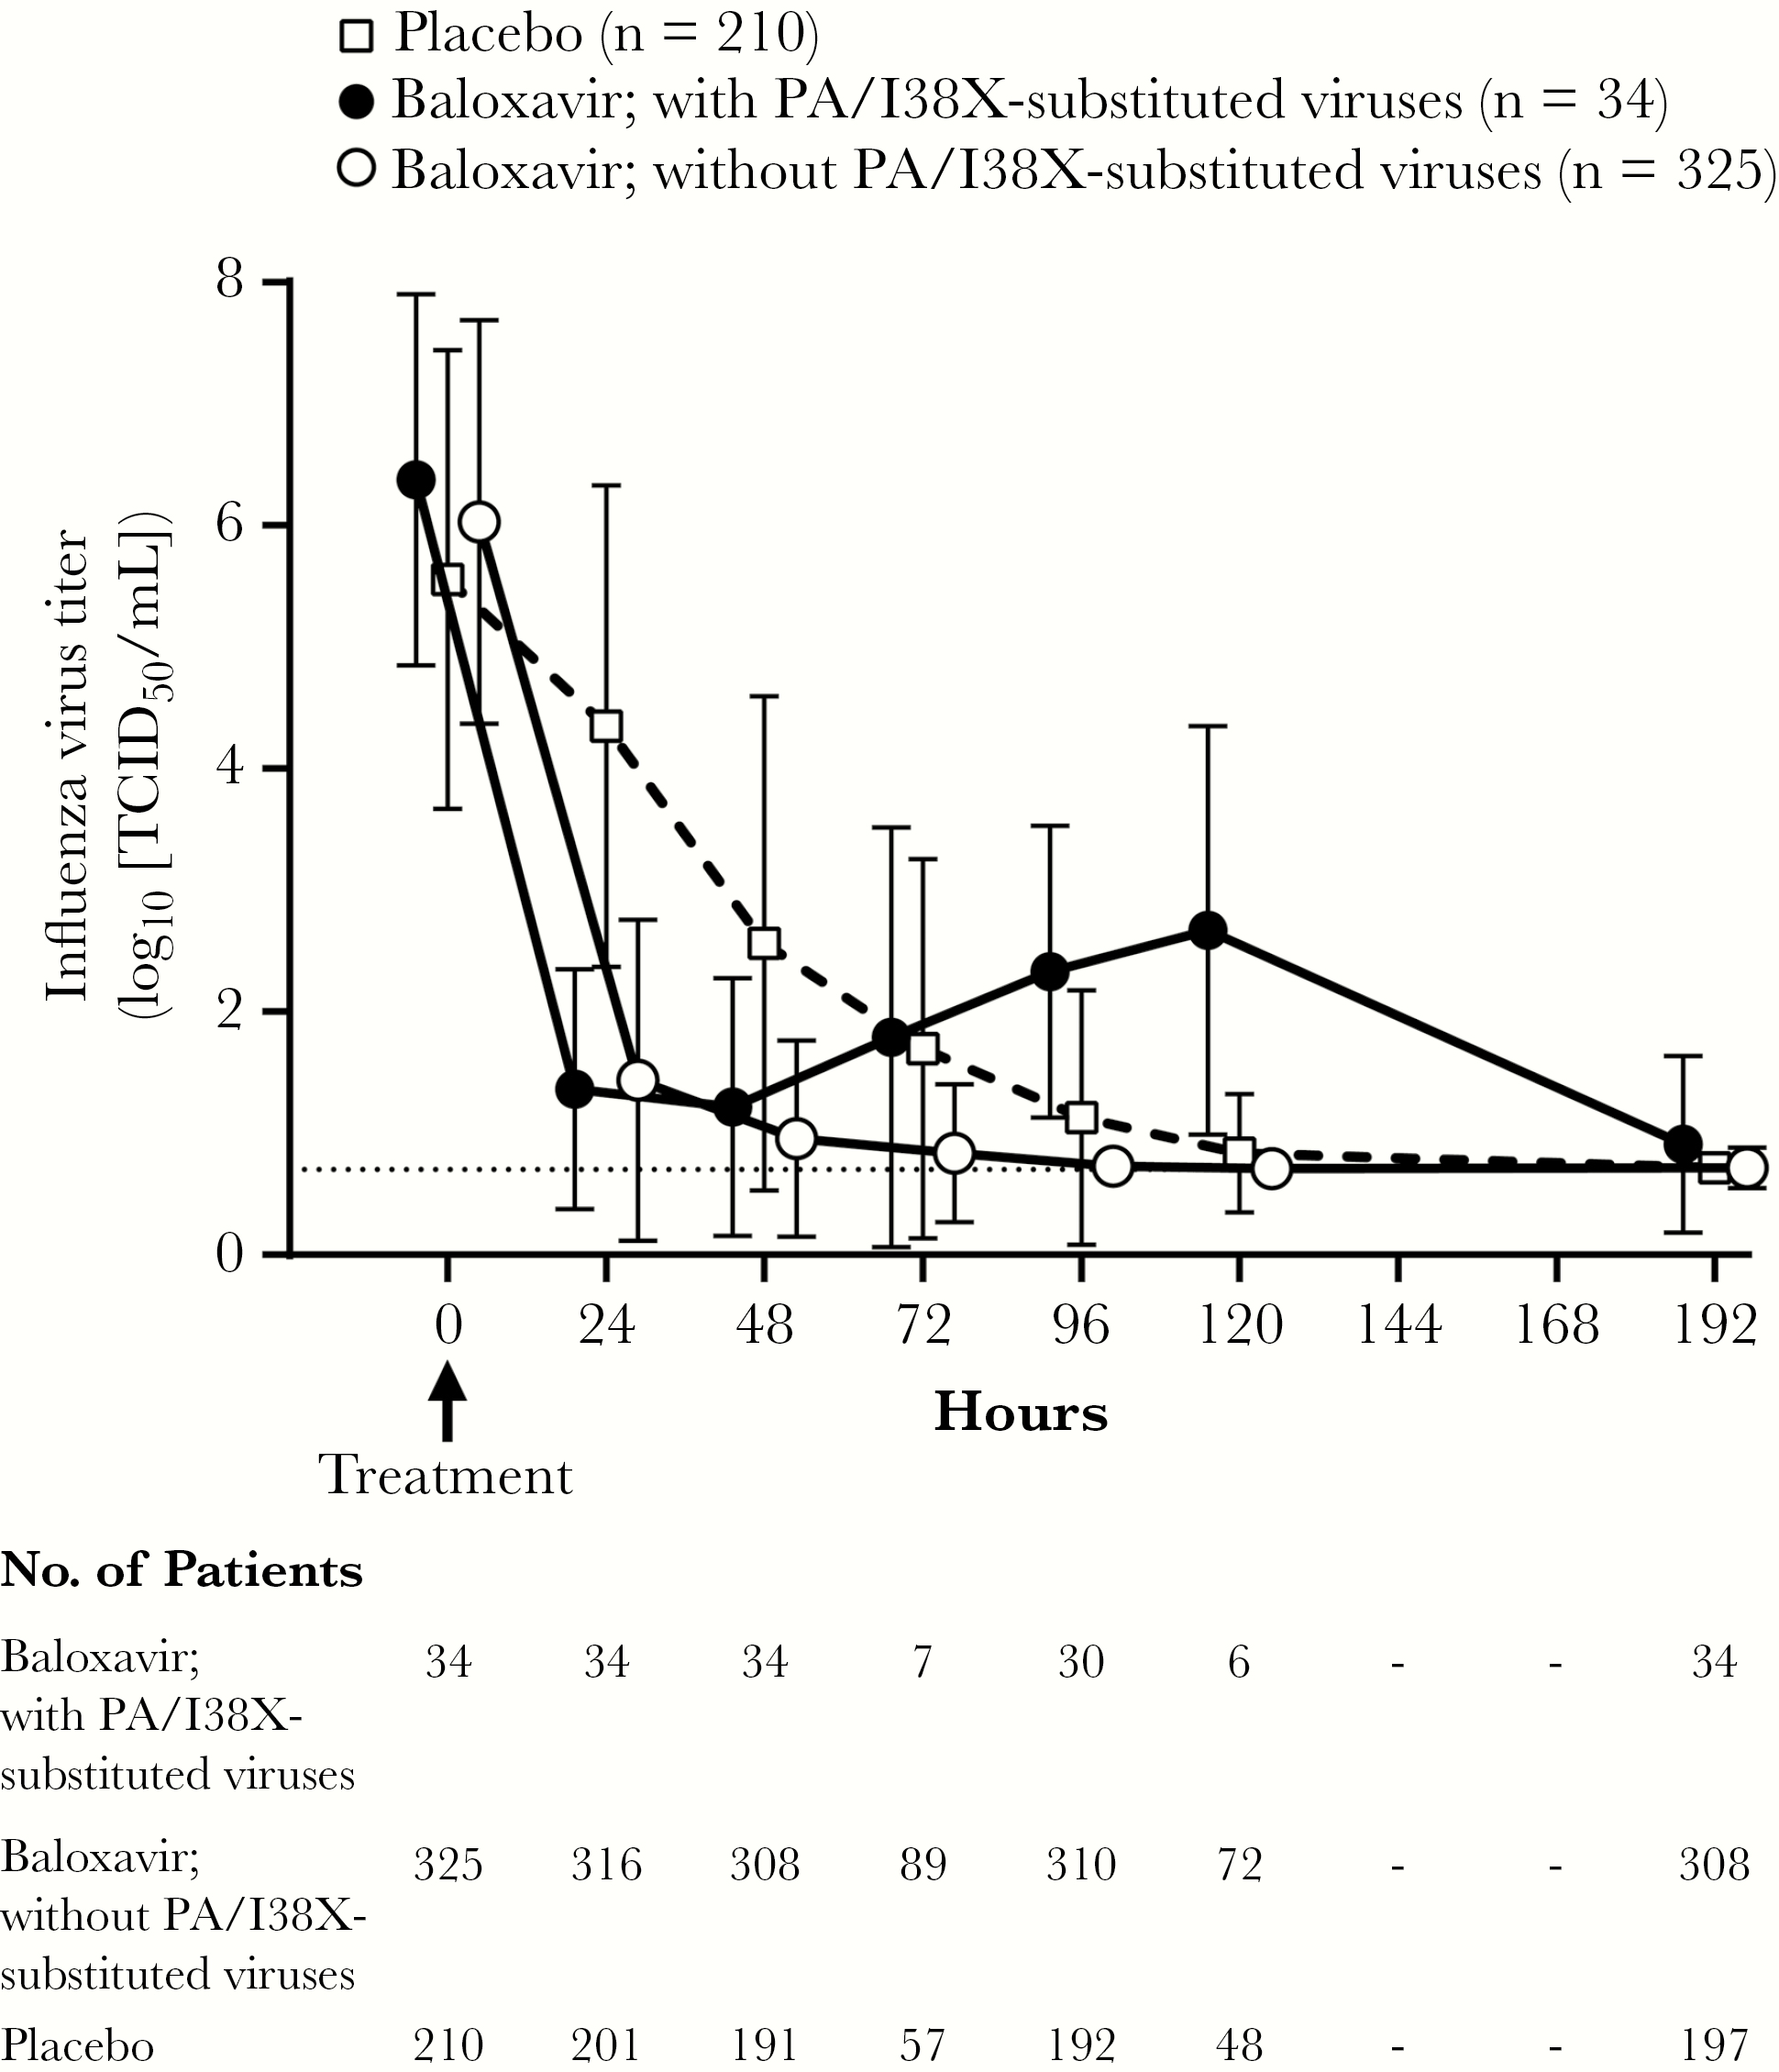 Placebo (n = 210)
Baloxavir; with PA/I38X-substituted viruses (n = 34)
Baloxavir; without PA/I38X-substituted viruses (n = 325)
Influenza virus titer
(log10 [TCID50/mL])
8
6
4
2
0
0 24 48 72 96 120 144 168 192
Hours
Treatment
No. of Patients
Baloxavir; 34 34 34 7 30 6 - - 34
with PA/I38X-
substituted viruses
Baloxavir; 325 316 308 89 310 72 - - 308
without PA/I38X-
substituted viruses
Placebo 210 201 191 57 192 48 - - 197